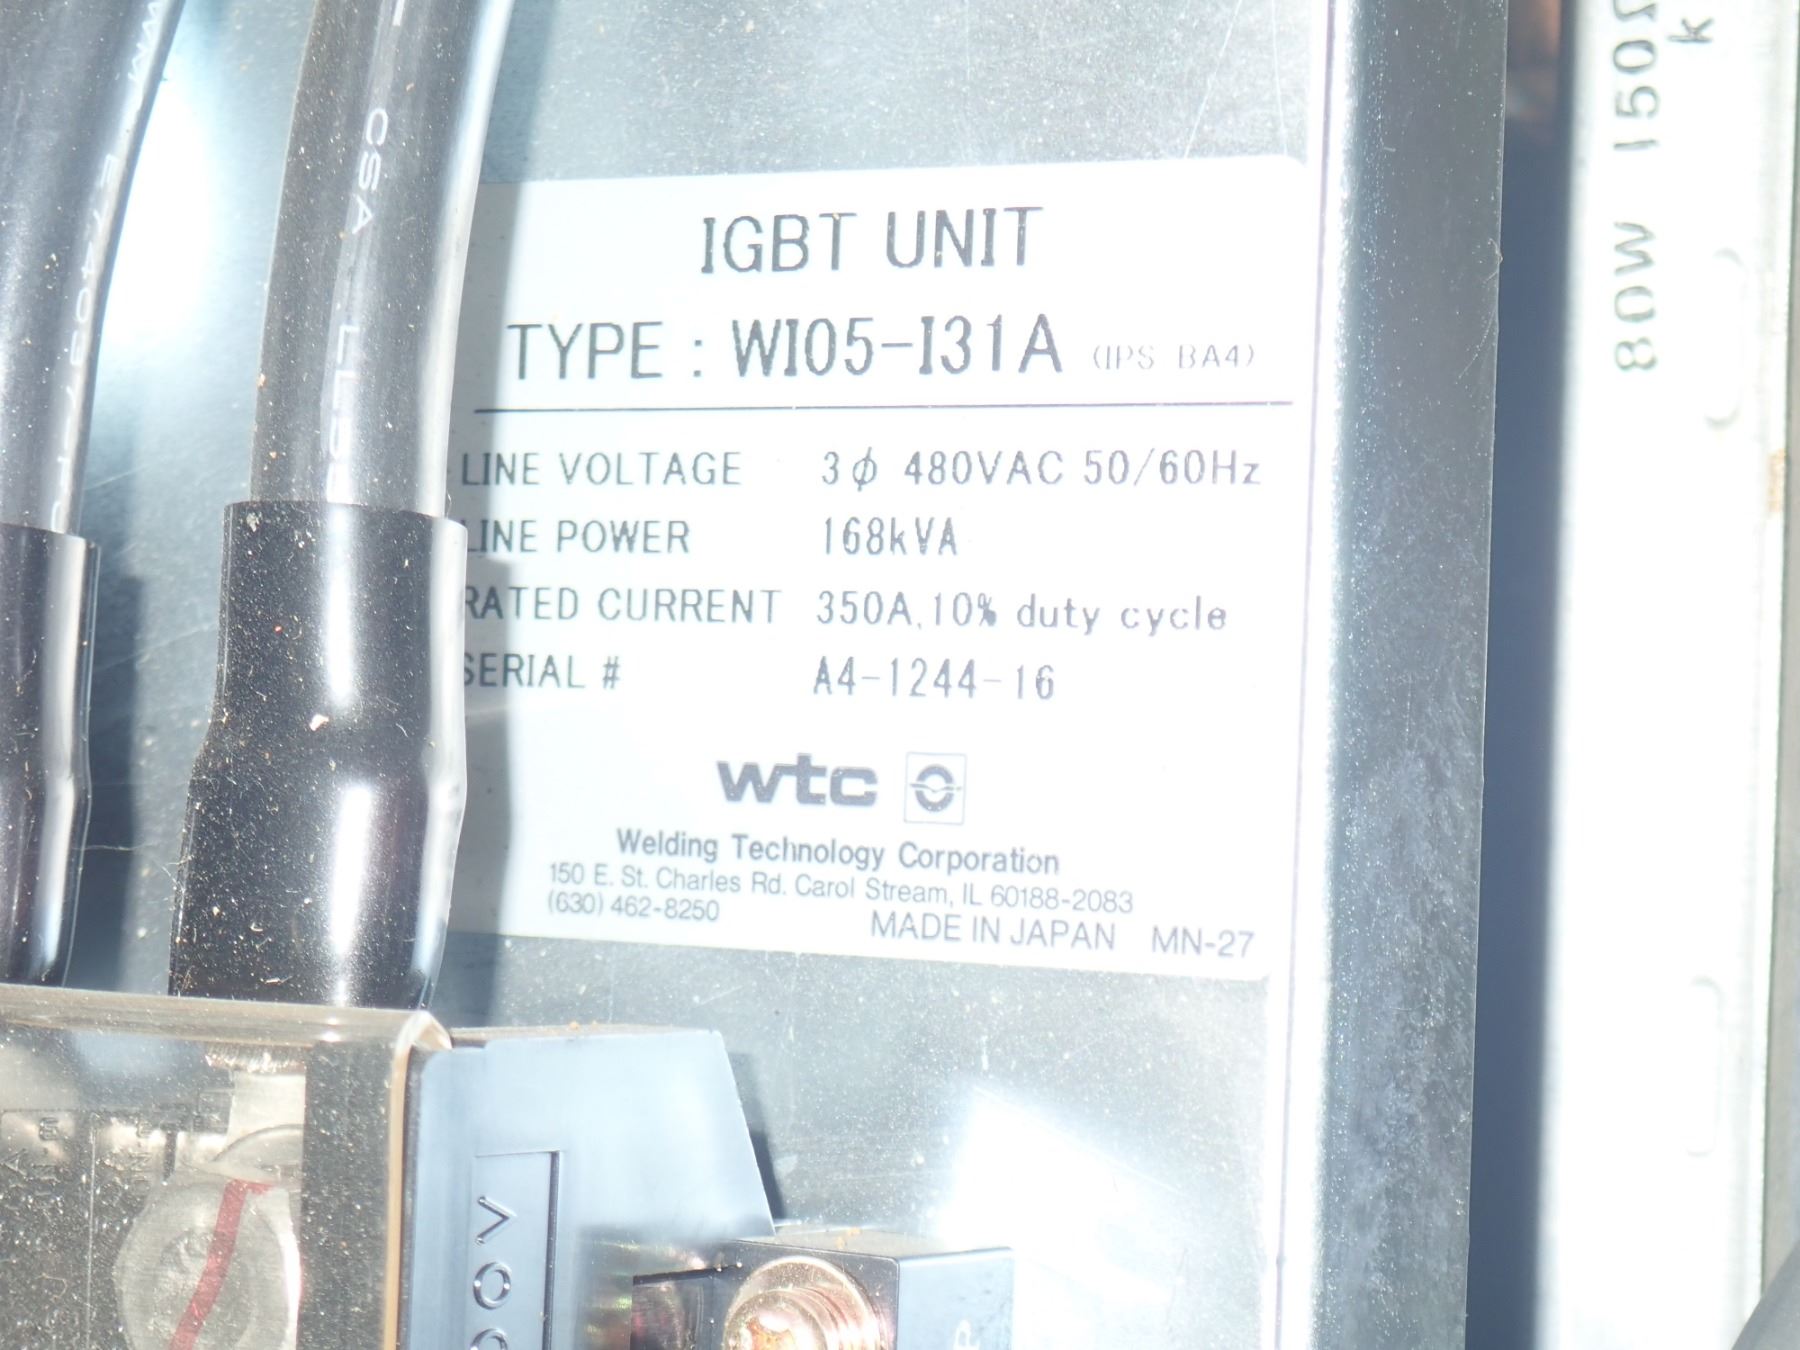 IGBT UNIT
TYPE : WI05-I31A (IPS BA4)
LINE VOLTAGE 3φ 480VAC 50/60Hz
LINE POWER 168kVA
RATED CURRENT 350A,10% duty cycle
SERIAL # A4-1244-16
wtc
Welding Technology Corporation
150 E. St. Charles Rd. Carol Stream, IL 60188-2083
(630) 462-8250
MADE IN JAPAN MN-27
CSA
80W 150Ω
k